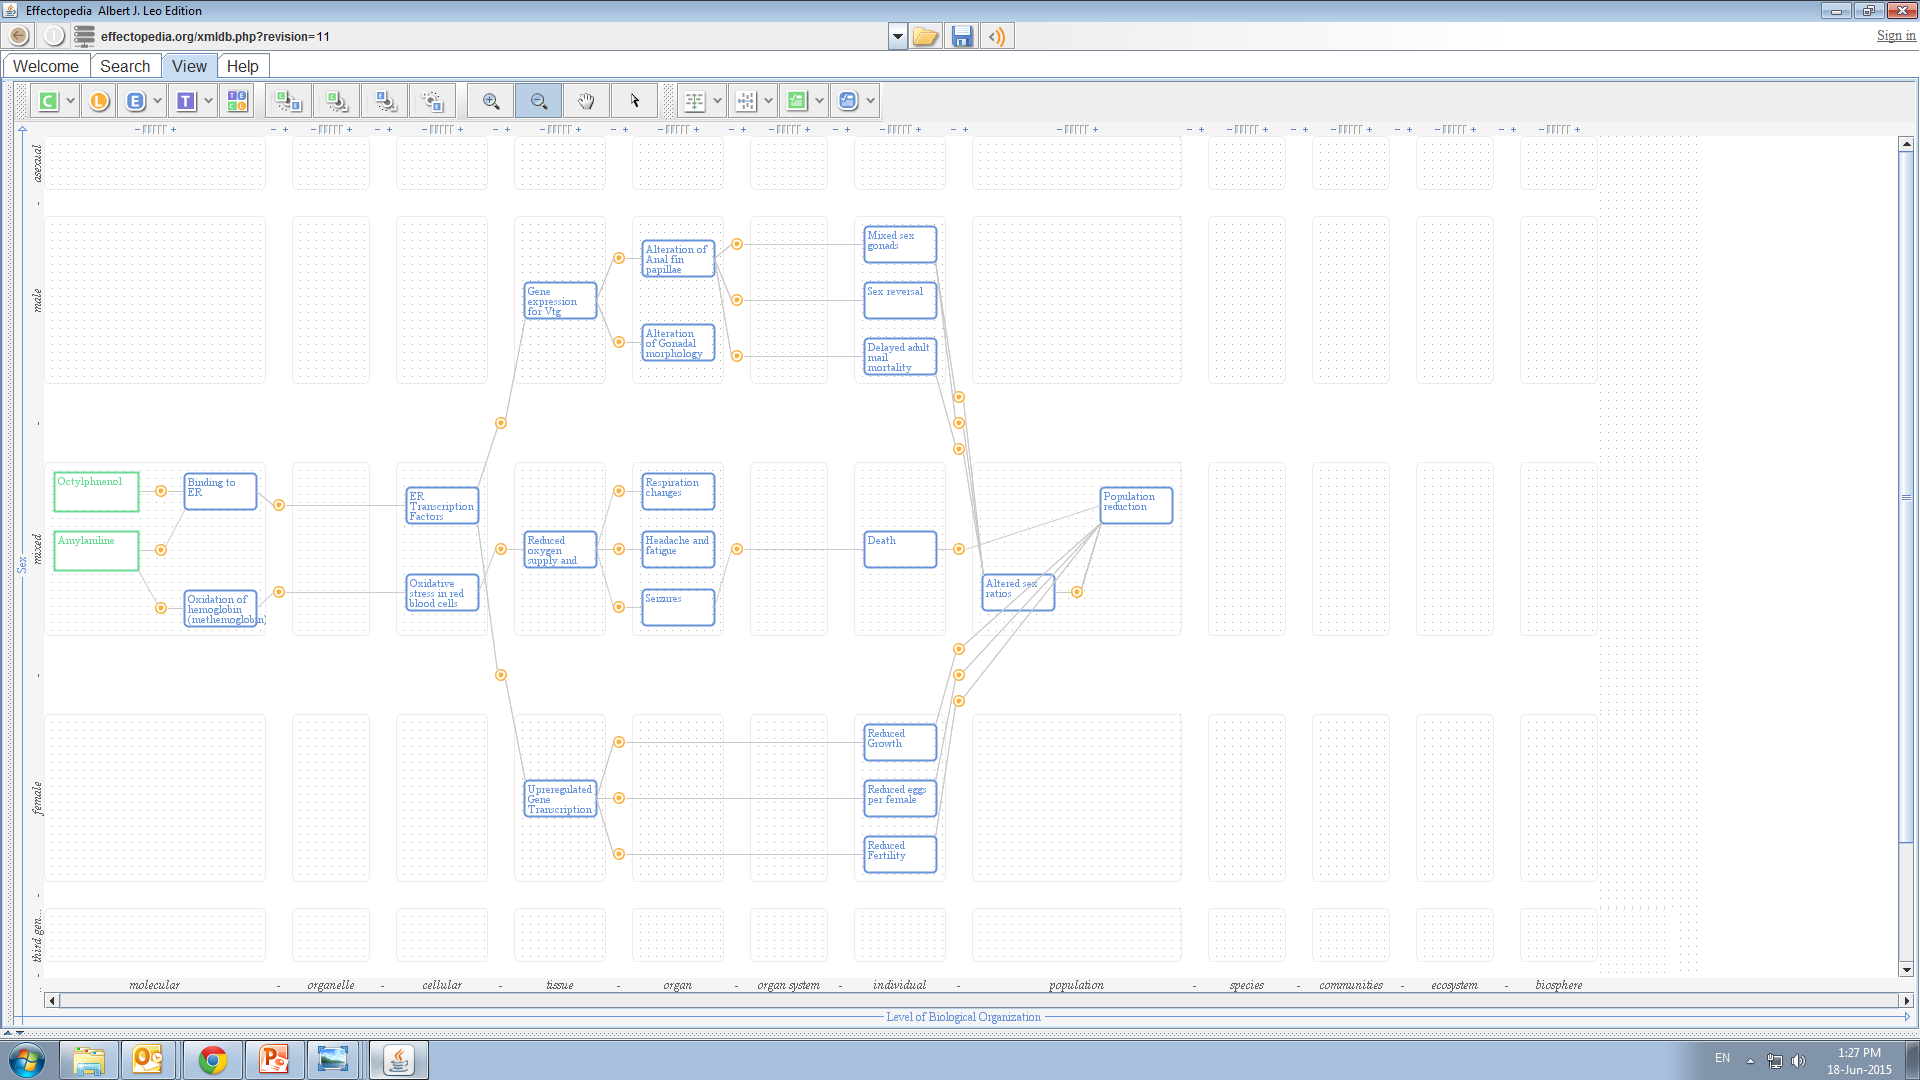 Effectopedia Albert J. Leo Edition
effectopedia.org/xmldb.php?revision=11
Sign in
Welcome
Search
View
Help
C
L
E
T
asexual
male
Mixed sex
gonads
Alteration of
Anal fin
papillae
Gene
expression
for Vtg
Sex reversal
Alteration
of Gonadal
morphology
Delayed adult
mail
mortality
Sex
mixed
Octylphnenol
Binding to
ER
Respiration
changes
ER
Transcription
Factors
Population
reduction
Amylaniline
Reduced
oxygen
supply and
Headache and
fatigue
Death
Oxidative
stress in red
blood cells
Altered sex
ratios
Oxidation of
hemoglobin
(methemoglobin)
Seizures
female
Reduced
Growth
Upreregulated
Gene
Transcription
Reduced eggs
per female
Reduced
Fertility
third gen...
molecular - organelle - cellular - tissue - organ - organ system - individual - population - species - communities - ecosystem - biosphere
Level of Biological Organization
EN
1:27 PM
18-Jun-2015